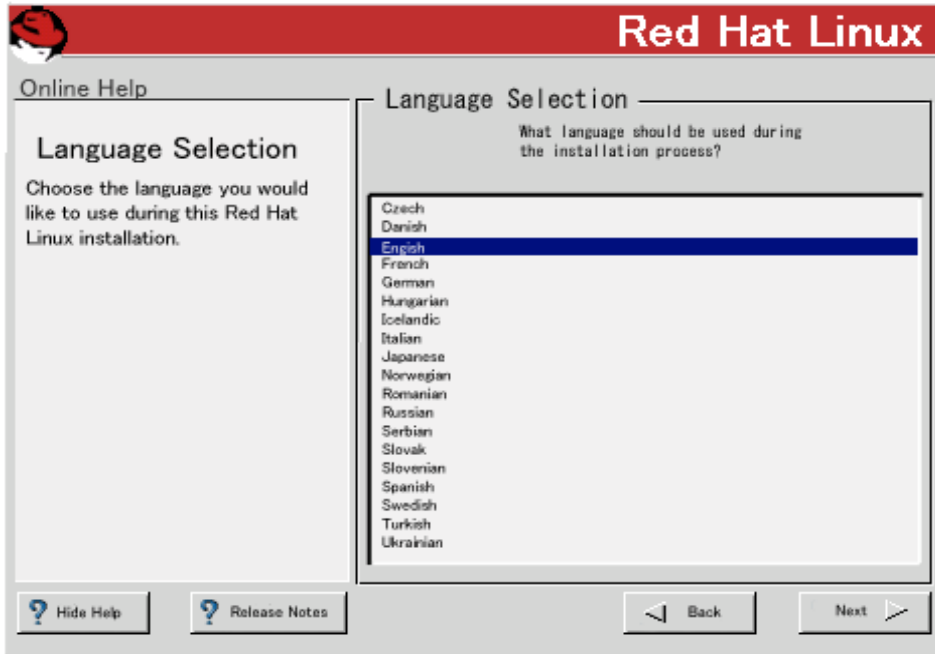 Red Hat Linux
Online Help
Language Selection
Choose the language you would
like to use during this Red Hat
Linux installation.
Language Selection
What language should be used during
the installation process?
Czech
Danish
Engish
French
German
Hungarian
Icelandic
Italian
Japanese
Norwegian
Romanian
Russian
Serbian
Slovak
Slovenian
Spanish
Swedish
Turkish
Ukrainian
? Hide Help
? Release Notes
Back
Next